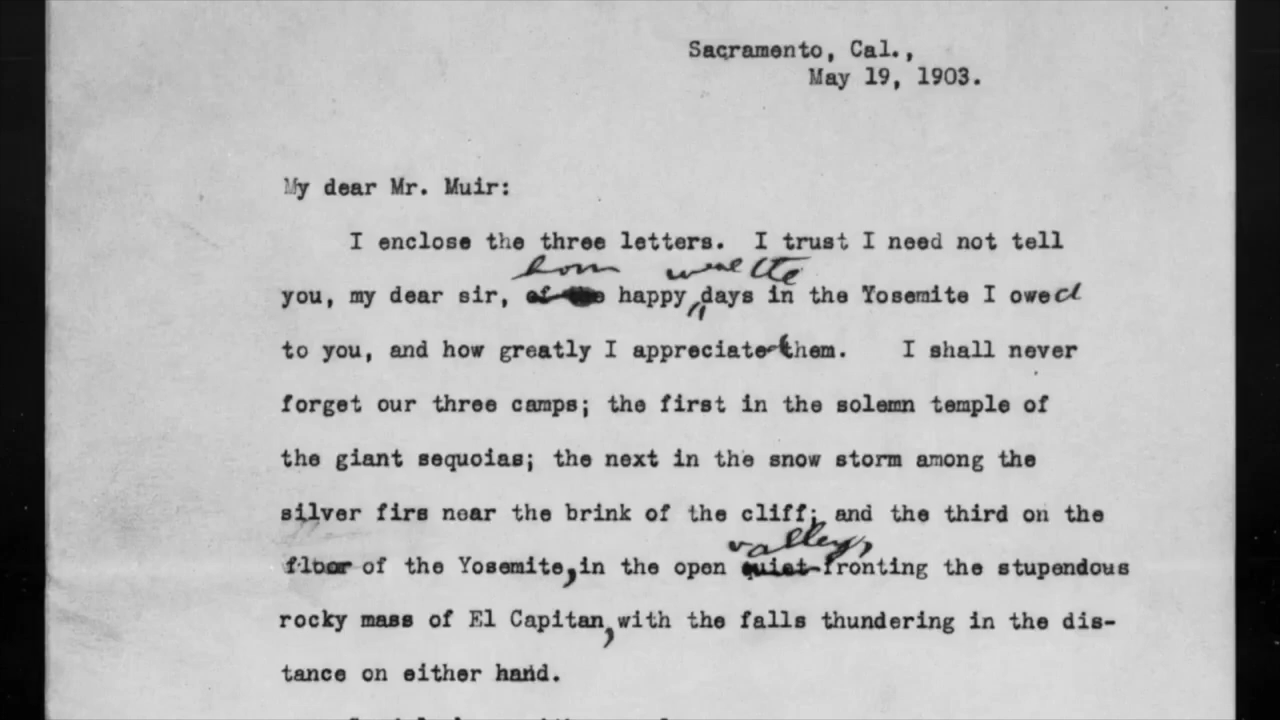 Sacramento, Cal.,
May 19, 1903.
My dear Mr. Muir:
I enclose the three letters. I trust I need not tell
how were the
you, my dear sir, of the happy days in the Yosemite I owed
to you, and how greatly I appreciate them. I shall never
forget our three camps; the first in the solemn temple of
the giant sequoias; the next in the snow storm among the
silver firs near the brink of the cliff; and the third on the
valley,
floor of the Yosemite, in the open quiet fronting the stupendous
rocky mass of El Capitan, with the falls thundering in the dis-
tance on either hand.